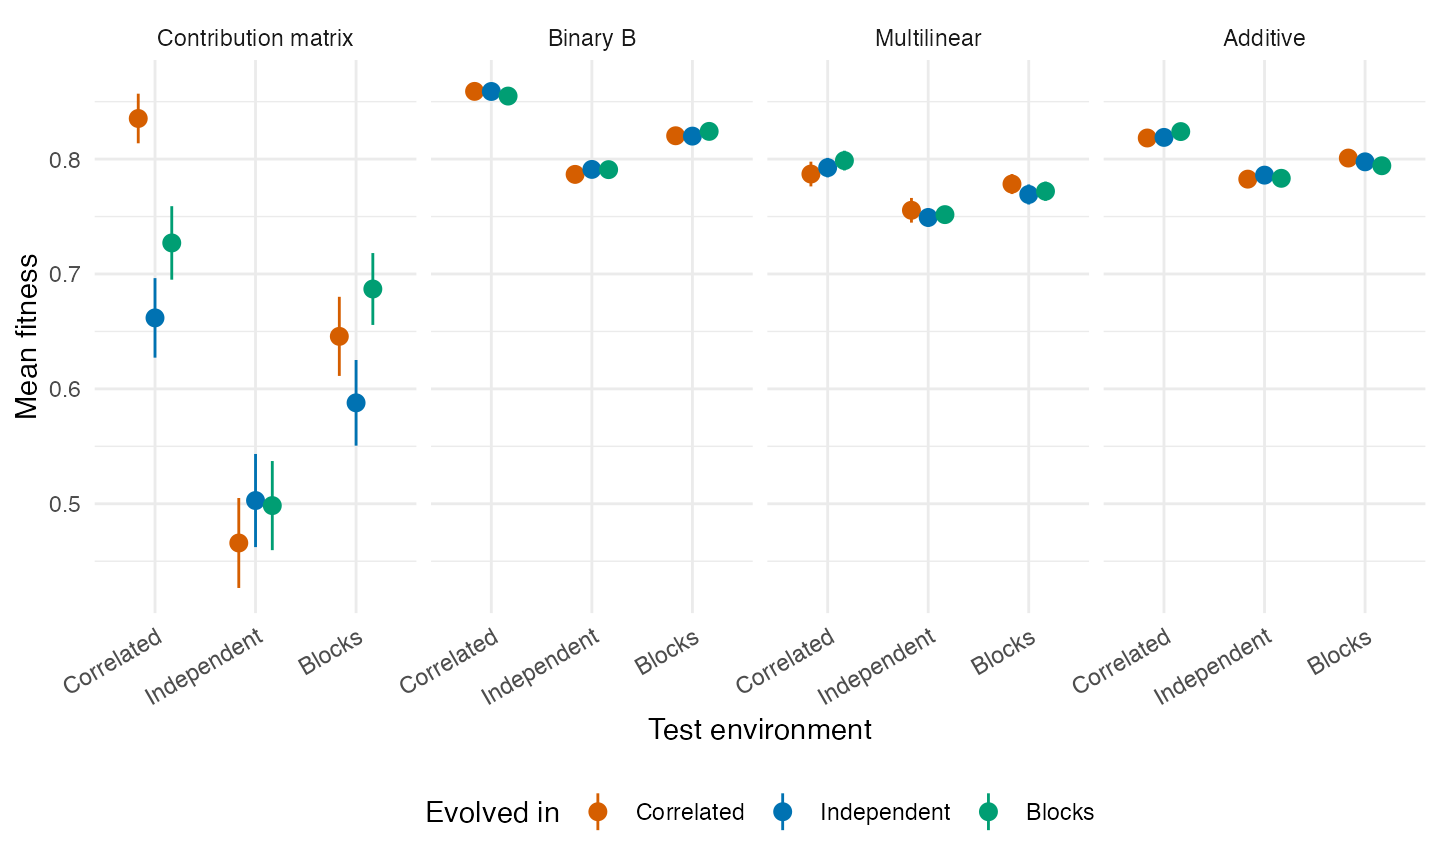 Contribution matrix
Binary B
Multilinear
Additive
Mean fitness
0.8
0.7
0.6
0.5
Correlated
Independent
Blocks
Correlated
Independent
Blocks
Correlated
Independent
Blocks
Correlated
Independent
Blocks
Test environment
Evolved in Correlated Independent Blocks